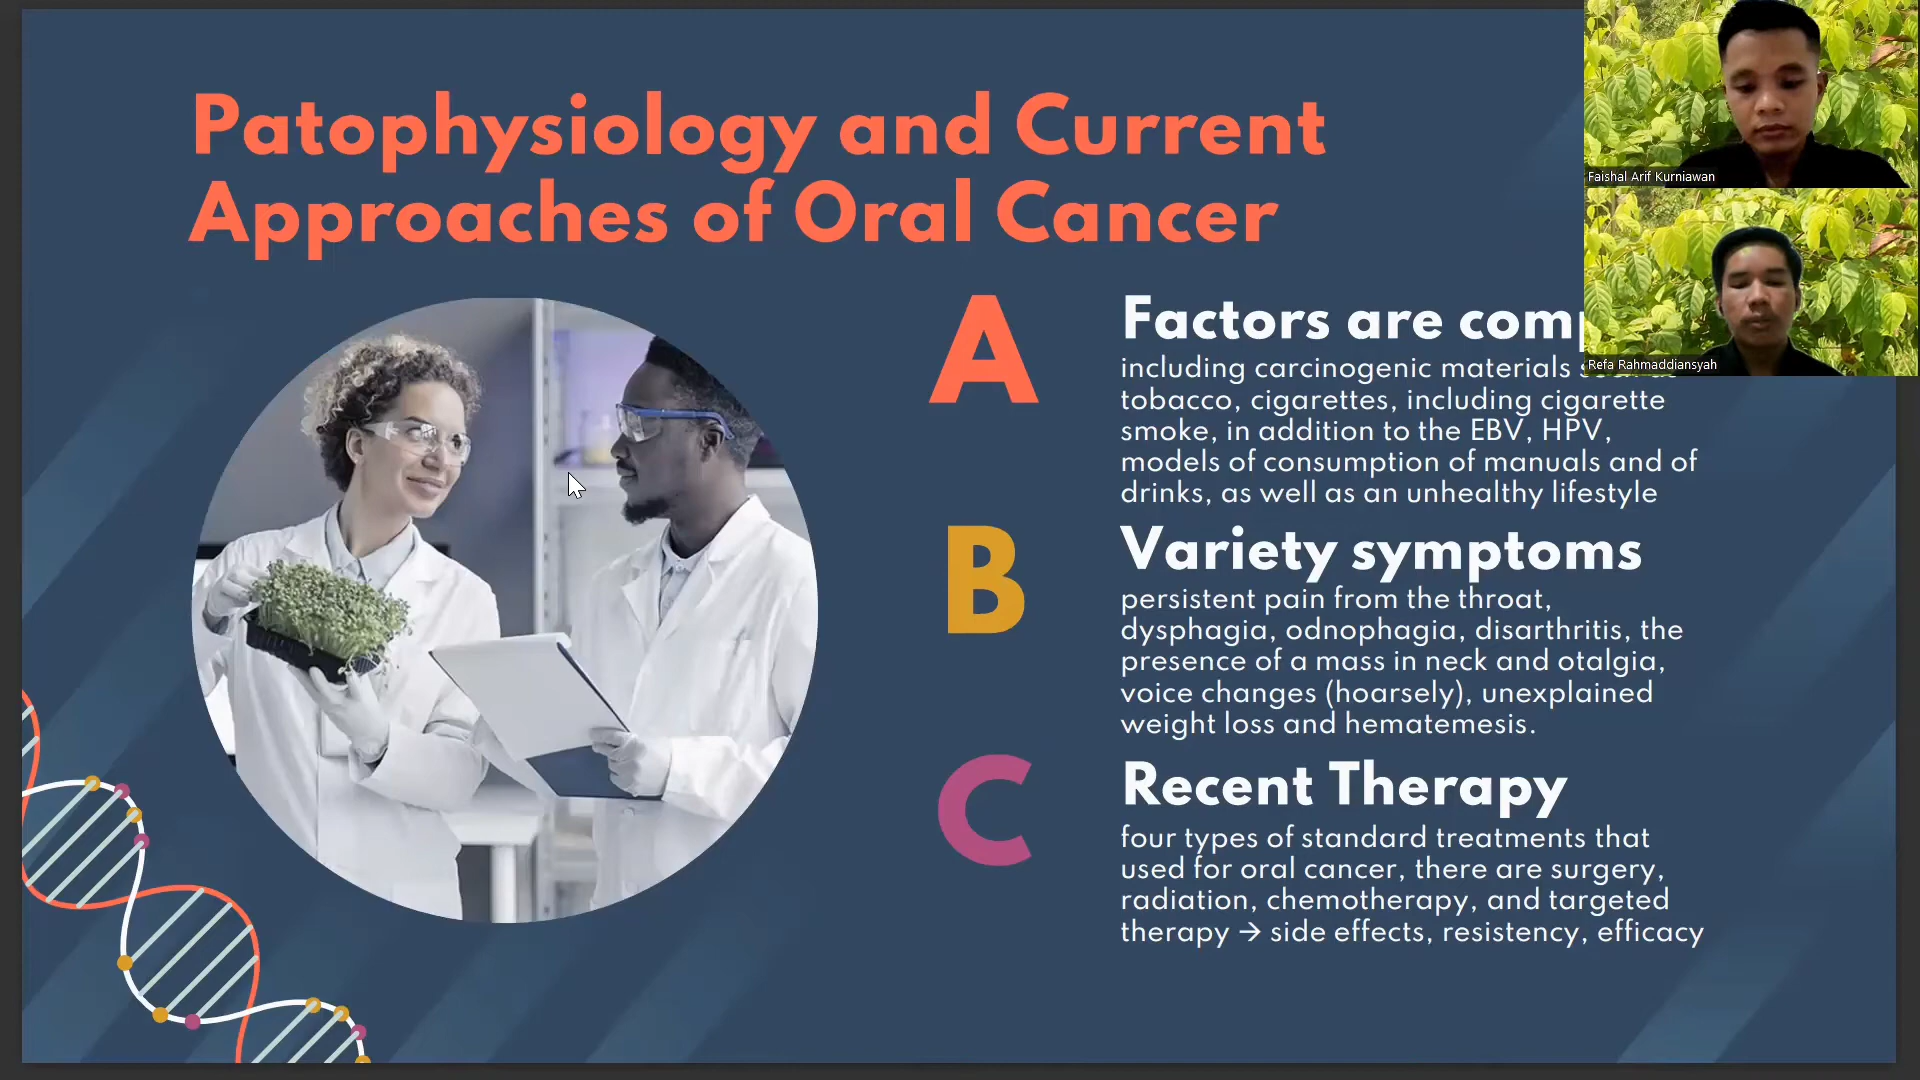 Patophysiology and Current
Approaches of Oral Cancer
Faishal Arif Kurniawan
Refa Rahmaddiansyah
A
Factors are
including carcinogenic materials
tobacco, cigarettes, including cigarette
smoke, in addition to the EBV, HPV,
models of consumption of manuals and of
drinks, as well as an unhealthy lifestyle
B
Variety symptoms
persistent pain from the throat,
dysphagia, odnophagia, disarthritis, the
presence of a mass in neck and otalgia,
voice changes (hoarsely), unexplained
weight loss and hematemesis.
C
Recent Therapy
four types of standard treatments that
used for oral cancer, there are surgery,
radiation, chemotherapy, and targeted
therapy → side effects, resistency, efficacy